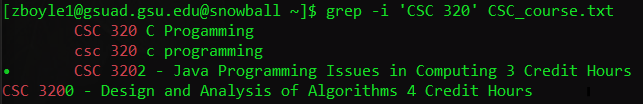 [zboyle1@gsuad.gsu.edu@snowball ~]$ grep -i 'CSC 320' CSC_course.txt
CSC 320 C Progamming
csc 320 c programming
• CSC 3202 - Java Programming Issues in Computing 3 Credit Hours
CSC 3200 - Design and Analysis of Algorithms 4 Credit Hours